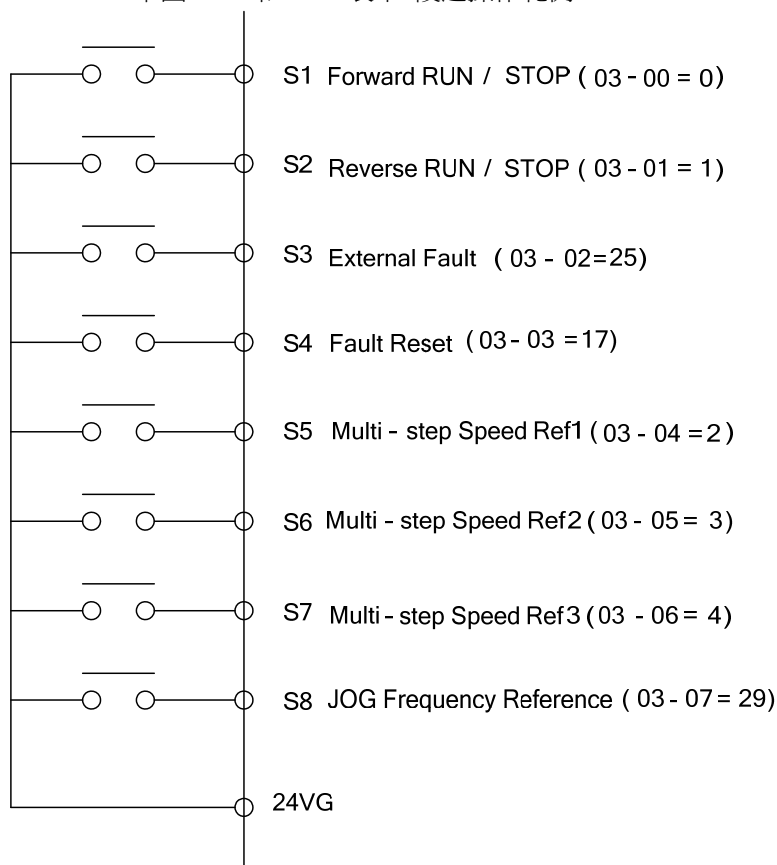 S1 Forward RUN / STOP ( 03 - 00 = 0)
S2 Reverse RUN / STOP ( 03 - 01 = 1)
S3 External Fault ( 03 - 02=25)
S4 Fault Reset ( 03 - 03 =17)
S5 Multi - step Speed Ref1 ( 03 - 04 =2 )
S6 Multi - step Speed Ref2 ( 03 - 05 = 3)
S7 Multi - step Speed Ref3 ( 03 - 06 = 4)
S8 JOG Frequency Reference ( 03 - 07 = 29)
24VG